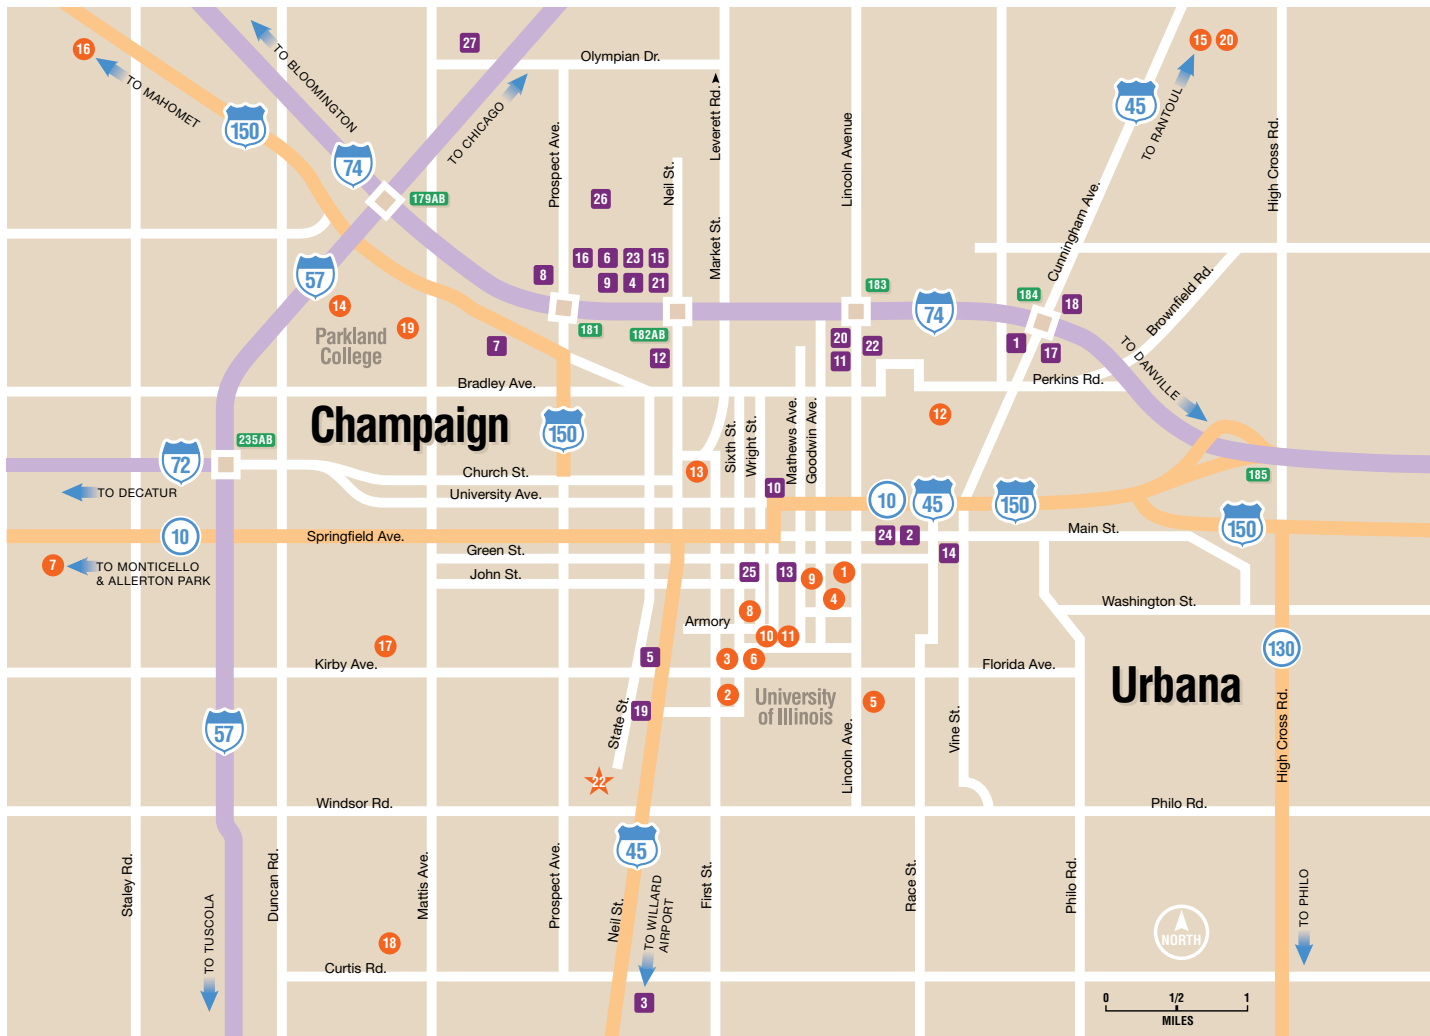 16
27
15
20
TO BLOOMINGTON
Olympian Dr.
TO MAHOMET
150
45
TO RANTOUL
TO CHICAGO
Leverett Rd.
74
Prospect Ave.
Neil St.
Lincoln Avenue
High Cross Rd.
179AB
26
Market St.
Cunningham Ave.
57
8
16
6
23
15
9
4
21
183
184
18
Brownfield Rd.
14
Parkland
College
19
7
181
182AB
12
74
20
11
22
1
17
TO DANVILLE
Bradley Ave.
Perkins Rd.
Champaign
150
12
235AB
72
Church St.
University Ave.
13
Sixth St.
Wright St.
Mathews Ave.
Goodwin Ave.
10
10
45
150
185
TO DECATUR
10
Springfield Ave.
24
2
Main St.
150
7
TO MONTICELLO
& ALLERTON PARK
Green St.
John St.
14
25
13
9
1
4
8
Washington St.
Armory
10
11
17
Kirby Ave.
5
3
6
Florida Ave.
130
Urbana
57
State St.
19
2
University
of Illinois
5
Lincoln Ave.
Vine St.
High Cross Rd.
22
Windsor Rd.
Philo Rd.
45
Staley Rd.
Duncan Rd.
Mattis Ave.
Prospect Ave.
Neil St.
TO WILLARD
AIRPORT
First St.
Race St.
Philo Rd.
TO TUSCOLA
TO PHILO
18
Curtis Rd.
NORTH
3
0
1/2
1
MILES